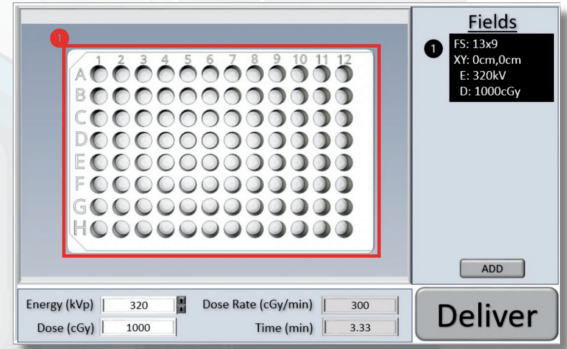 1
1 2 3 4 5 6 7 8 9 10 11 12
A
B
C
D
E
F
G
H
Fields
1
FS: 13x9
XY: 0cm,0cm
E: 320kV
D: 1000cGy
ADD
Energy (kVp) 320 Dose Rate (cGy/min) 300
Dose (cGy) 1000 Time (min) 3.33
Deliver